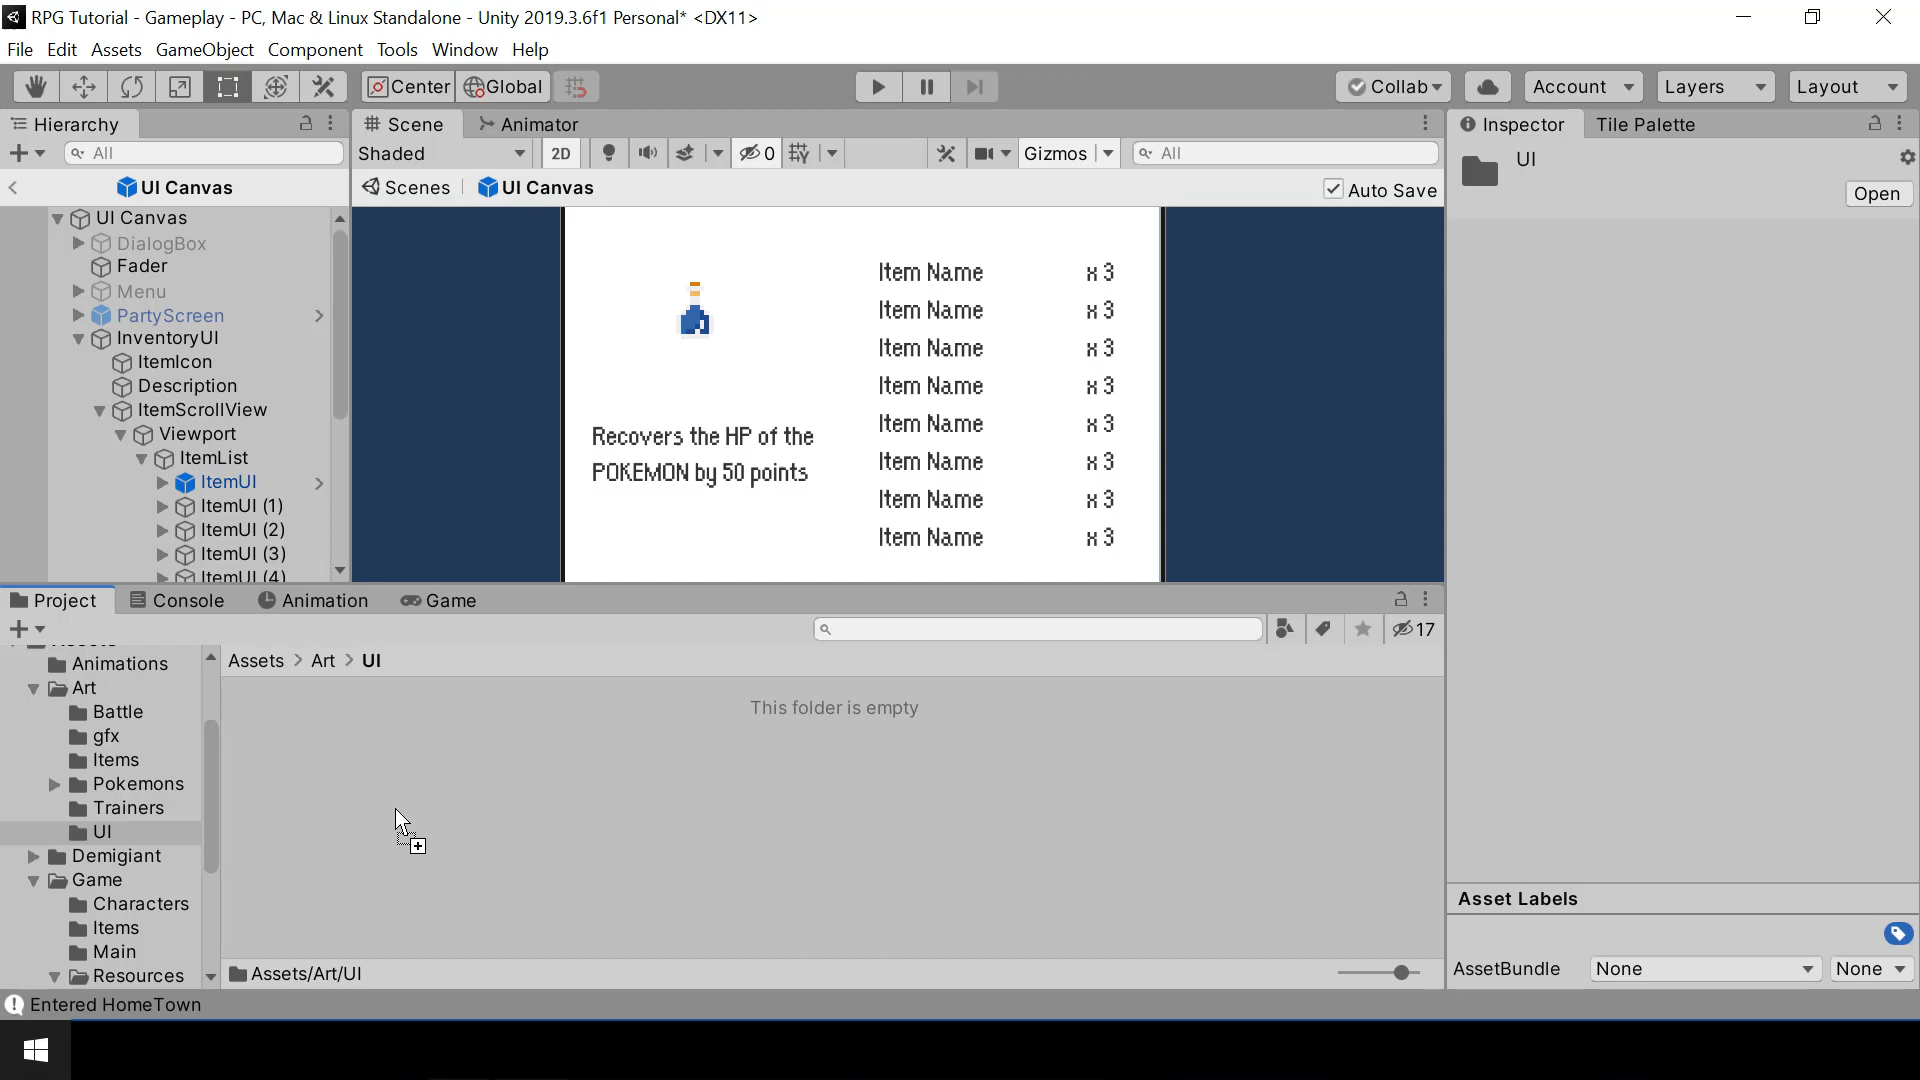 RPG Tutorial - Gameplay - PC, Mac & Linux Standalone - Unity 2019.3.6f1 Personal* <DX11>
File Edit Assets GameObject Component Tools Window Help
Center Global Collab Account Layers Layout
Hierarchy
All
UI Canvas
UI Canvas
DialogBox
Fader
Menu
PartyScreen
InventoryUI
ItemIcon
Description
ItemScrollView
Viewport
ItemList
ItemUI
ItemUI (1)
ItemUI (2)
ItemUI (3)
ItemUI (4)
Scene Animator
Shaded 2D 0 Gizmos All
Scenes UI Canvas Auto Save
Item Name x 3
Item Name x 3
Item Name x 3
Item Name x 3
Item Name x 3
Item Name x 3
Item Name x 3
Item Name x 3
Recovers the HP of the
POKEMON by 50 points
Inspector Tile Palette
UI
Open
Project Console Animation Game
17
Assets
Animations
Art
Battle
gfx
Items
Pokemons
Trainers
UI
Demigiant
Game
Characters
Items
Main
Resources
Assets > Art > UI
This folder is empty
Assets/Art/UI
Asset Labels
AssetBundle None None
Entered HomeTown